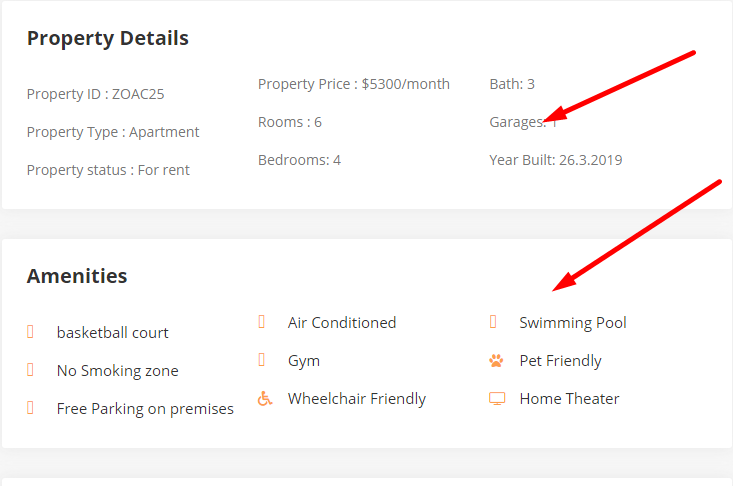 Property Details
Property ID : ZOAC25
Property Type : Apartment
Property status : For rent
Property Price : $5300/month
Rooms : 6
Bedrooms: 4
Bath: 3
Garages: 1
Year Built: 26.3.2019
Amenities
basketball court
No Smoking zone
Free Parking on premises
Air Conditioned
Gym
Wheelchair Friendly
Swimming Pool
Pet Friendly
Home Theater